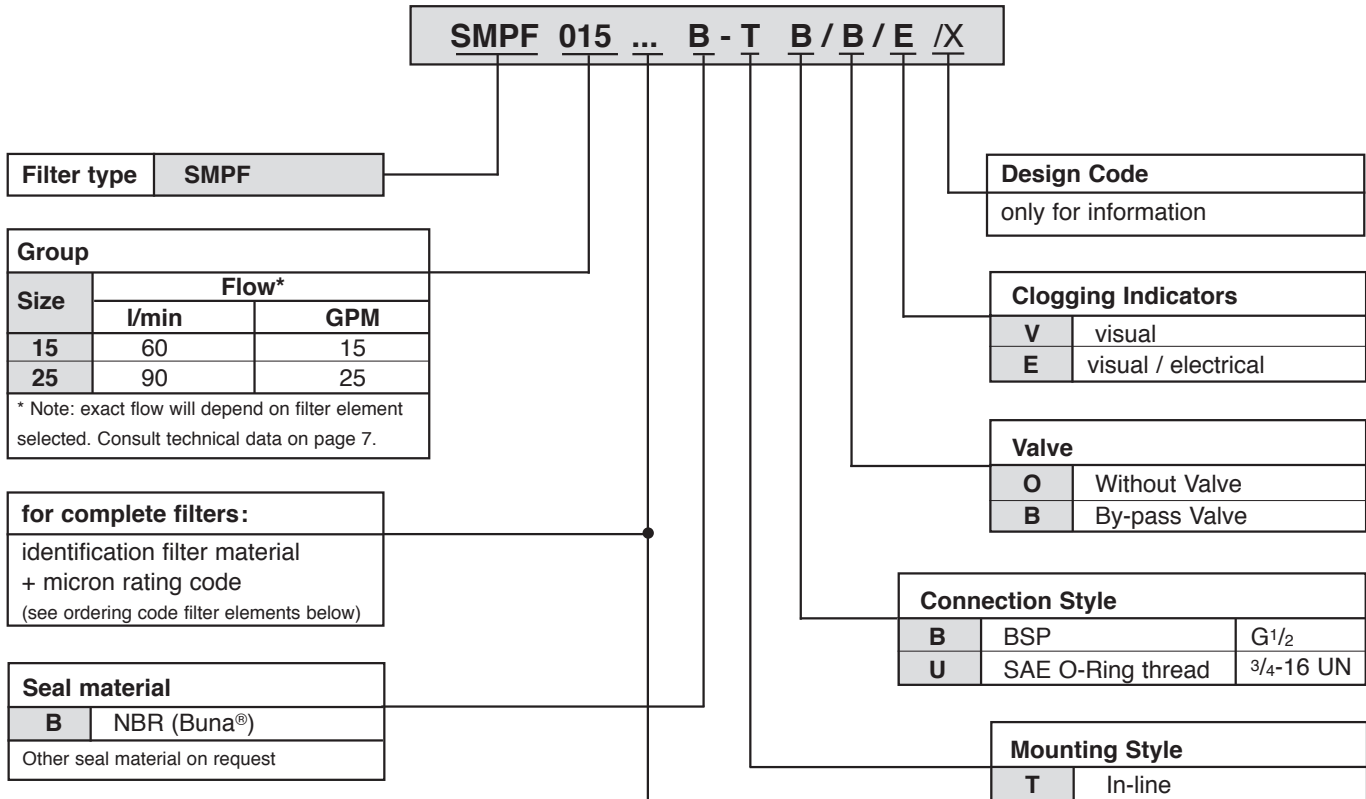 SMPF 015 ... B - T B / B / E /X
Filter type SMPF
Design Code
only for information
Group
Size Flow*
l/min GPM
15 60 15
25 90 25
* Note: exact flow will depend on filter element
selected. Consult technical data on page 7.
Clogging Indicators
V visual
E visual / electrical
Valve
O Without Valve
B By-pass Valve
for complete filters:
identification filter material
+ micron rating code
(see ordering code filter elements below)
Connection Style
B BSP G1/2
U SAE O-Ring thread 3/4-16 UN
Seal material
B NBR (Buna®)
Other seal material on request
Mounting Style
T In-line